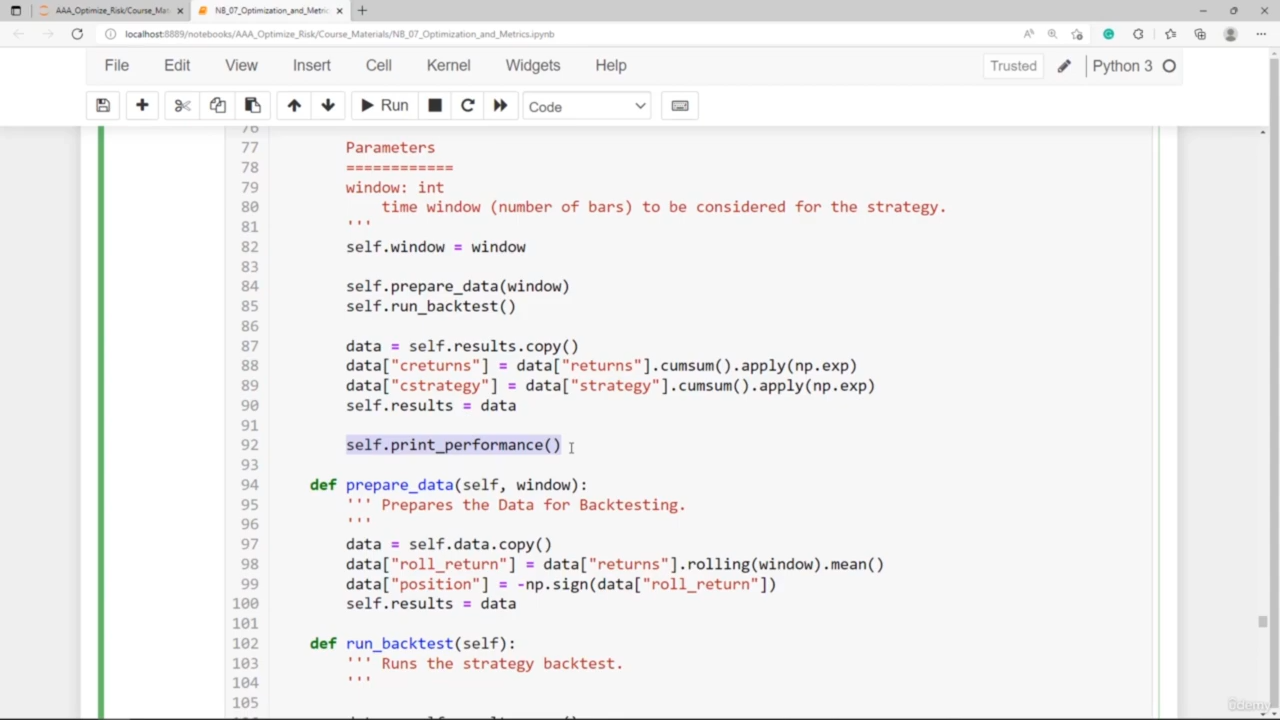 AAA_Optimize_Risk/Course_Mat
NB_07_Optimization_and_Metric
localhost:8889/notebooks/AAA_Optimize_Risk/Course_Materials/NB_07_Optimization_and_Metrics.ipynb
File Edit View Insert Cell Kernel Widgets Help Trusted Python 3
Run Code
76
77 Parameters
78 ============
79 window: int
80 time window (number of bars) to be considered for the strategy.
81 '''
82 self.window = window
83
84 self.prepare_data(window)
85 self.run_backtest()
86
87 data = self.results.copy()
88 data["creturns"] = data["returns"].cumsum().apply(np.exp)
89 data["cstrategy"] = data["strategy"].cumsum().apply(np.exp)
90 self.results = data
91
92 self.print_performance()
93
94 def prepare_data(self, window):
95 ''' Prepares the Data for Backtesting.
96 '''
97 data = self.data.copy()
98 data["roll_return"] = data["returns"].rolling(window).mean()
99 data["position"] = -np.sign(data["roll_return"])
100 self.results = data
101
102 def run_backtest(self):
103 ''' Runs the strategy backtest.
104 '''
105
udemy